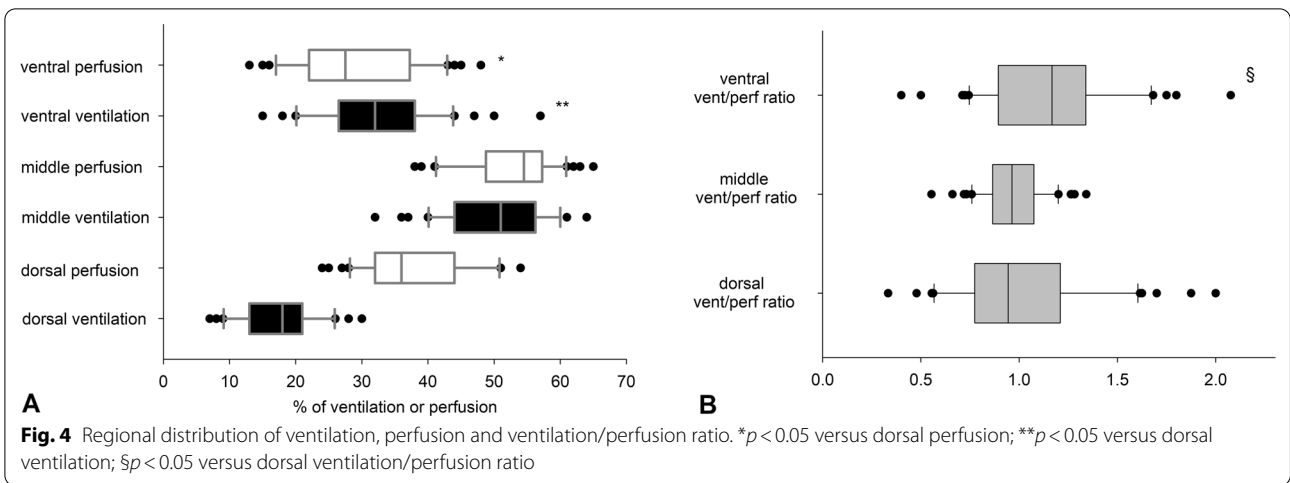 ventral perfusion
*
ventral ventilation
**
middle perfusion
middle ventilation
dorsal perfusion
dorsal ventilation
0 10 20 30 40 50 60 70
% of ventilation or perfusion
A
ventral
vent/perf ratio
§
middle
vent/perf ratio
dorsal
vent/perf ratio
0.0 0.5 1.0 1.5 2.0
B
Fig. 4 Regional distribution of ventilation, perfusion and ventilation/perfusion ratio. *p < 0.05 versus dorsal perfusion; **p < 0.05 versus dorsal
ventilation; §p < 0.05 versus dorsal ventilation/perfusion ratio